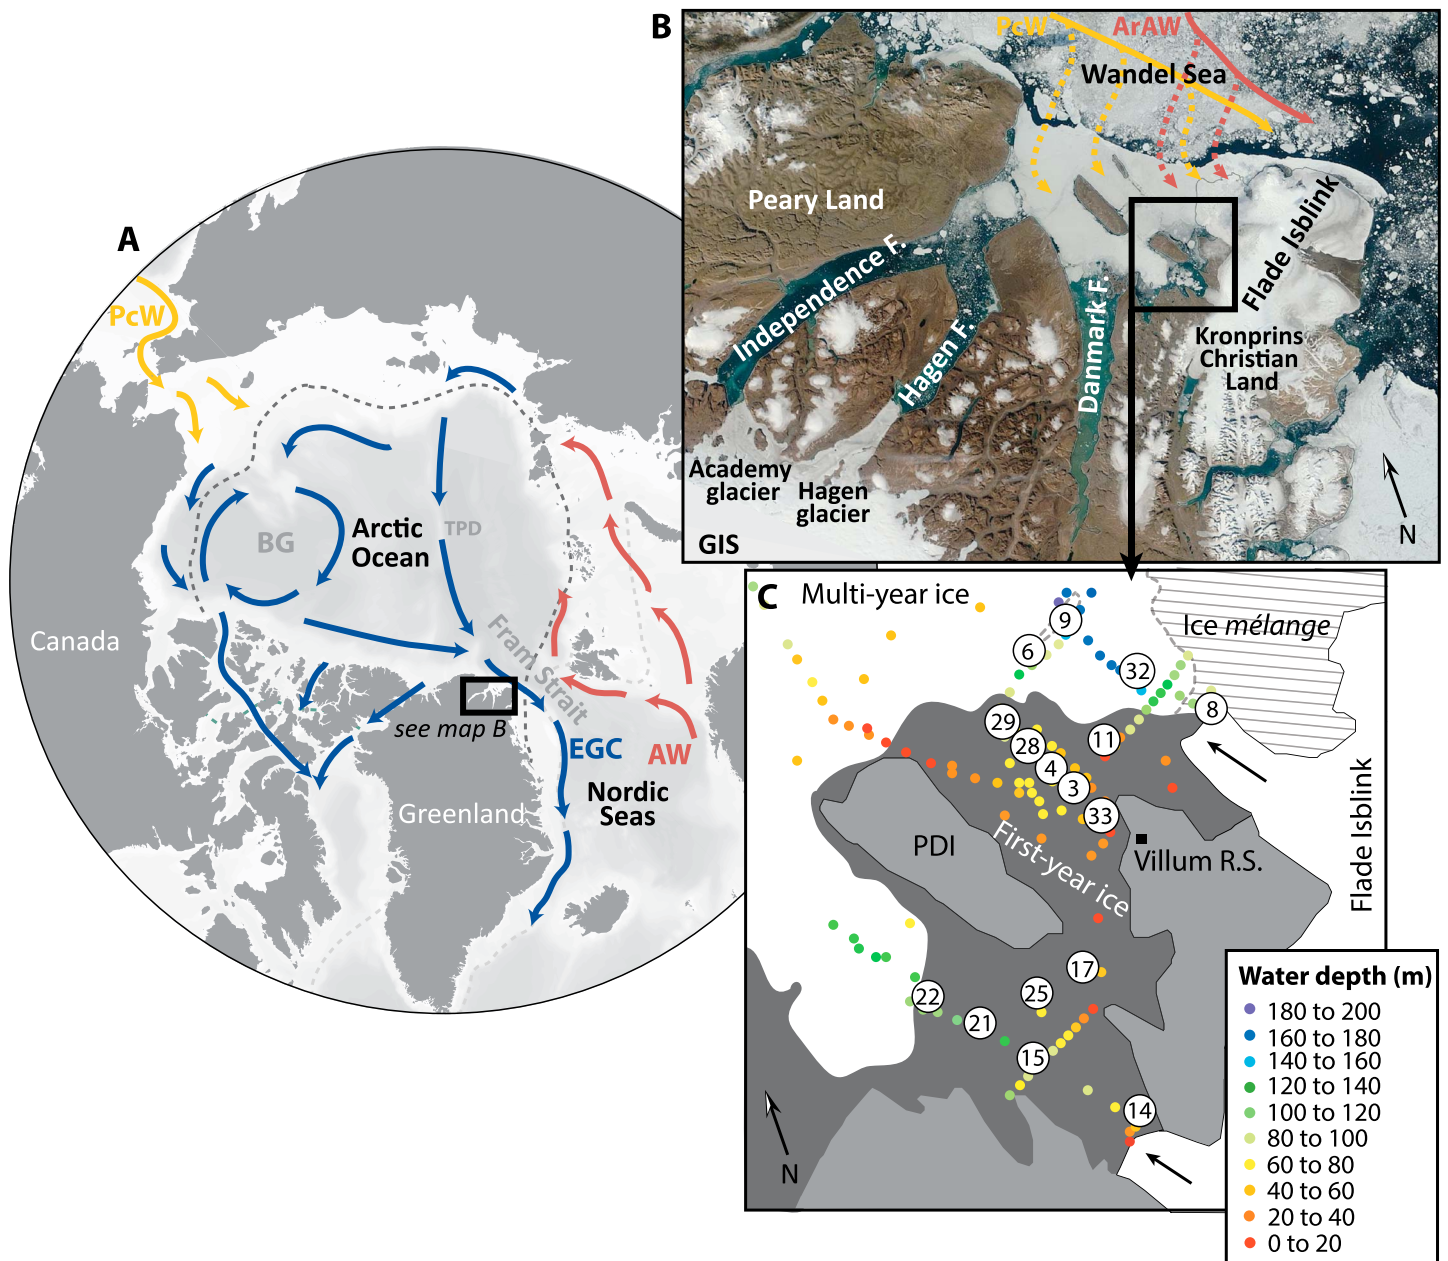 A
PcW
BG
Arctic
Ocean
TPD
Canada
Fram Strait
see map B
EGC
AW
Nordic
Seas
Greenland
B
PcW
ArAW
Wandel Sea
Peary Land
Independence F.
Hagen F.
Danmark F.
Flade Isblink
Kronprins
Christian
Land
Academy
glacier
Hagen
glacier
GIS
N
C
Multi-year ice
Ice mélange
9
6
32
8
29
28
11
4
3
33
PDI
First-year ice
Villum R.S.
Flade Isblink
17
25
22
21
15
14
N
Water depth (m)
180 to 200
160 to 180
140 to 160
120 to 140
100 to 120
80 to 100
60 to 80
40 to 60
20 to 40
0 to 20